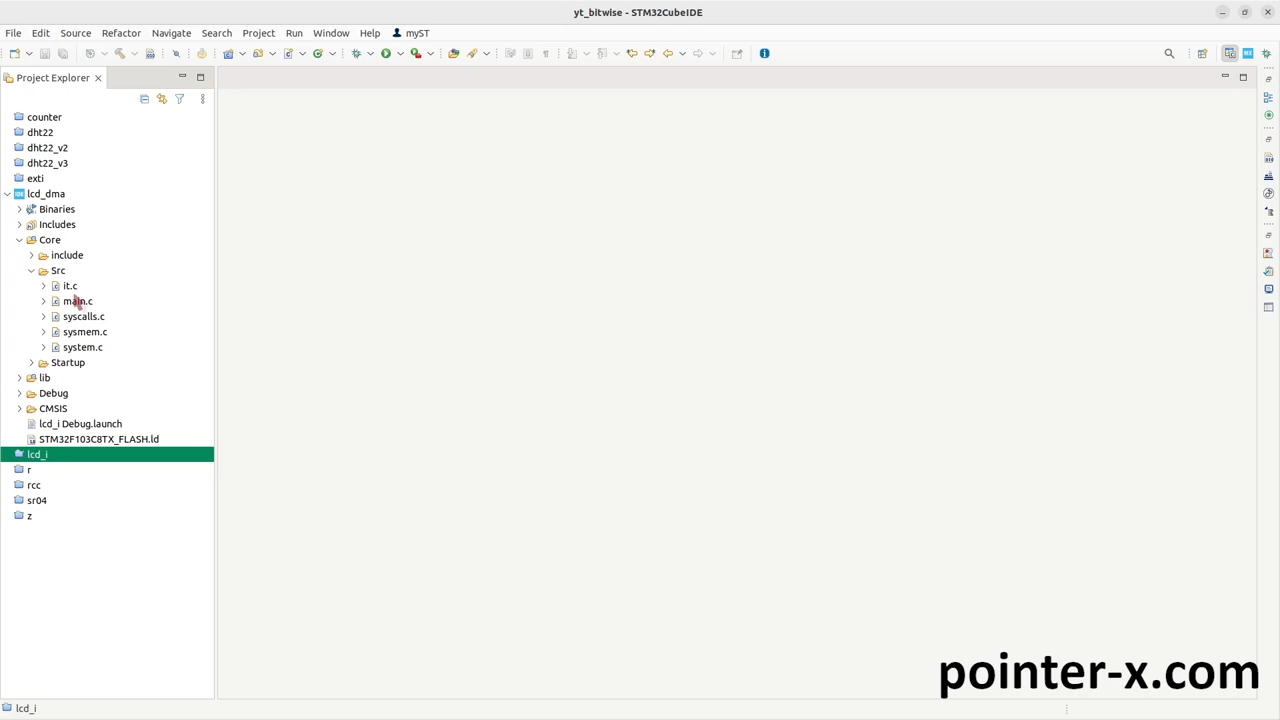 yt_bitwise - STM32CubeIDE
File Edit Source Refactor Navigate Search Project Run Window Help myST
Project Explorer
counter
dht22
dht22_v2
dht22_v3
exti
lcd_dma
Binaries
Includes
Core
include
Src
it.c
main.c
syscalls.c
sysmem.c
system.c
Startup
lib
Debug
CMSIS
lcd_i Debug.launch
STM32F103C8TX_FLASH.ld
lcd_i
r
rcc
sr04
z
pointer-x.com
lcd_i